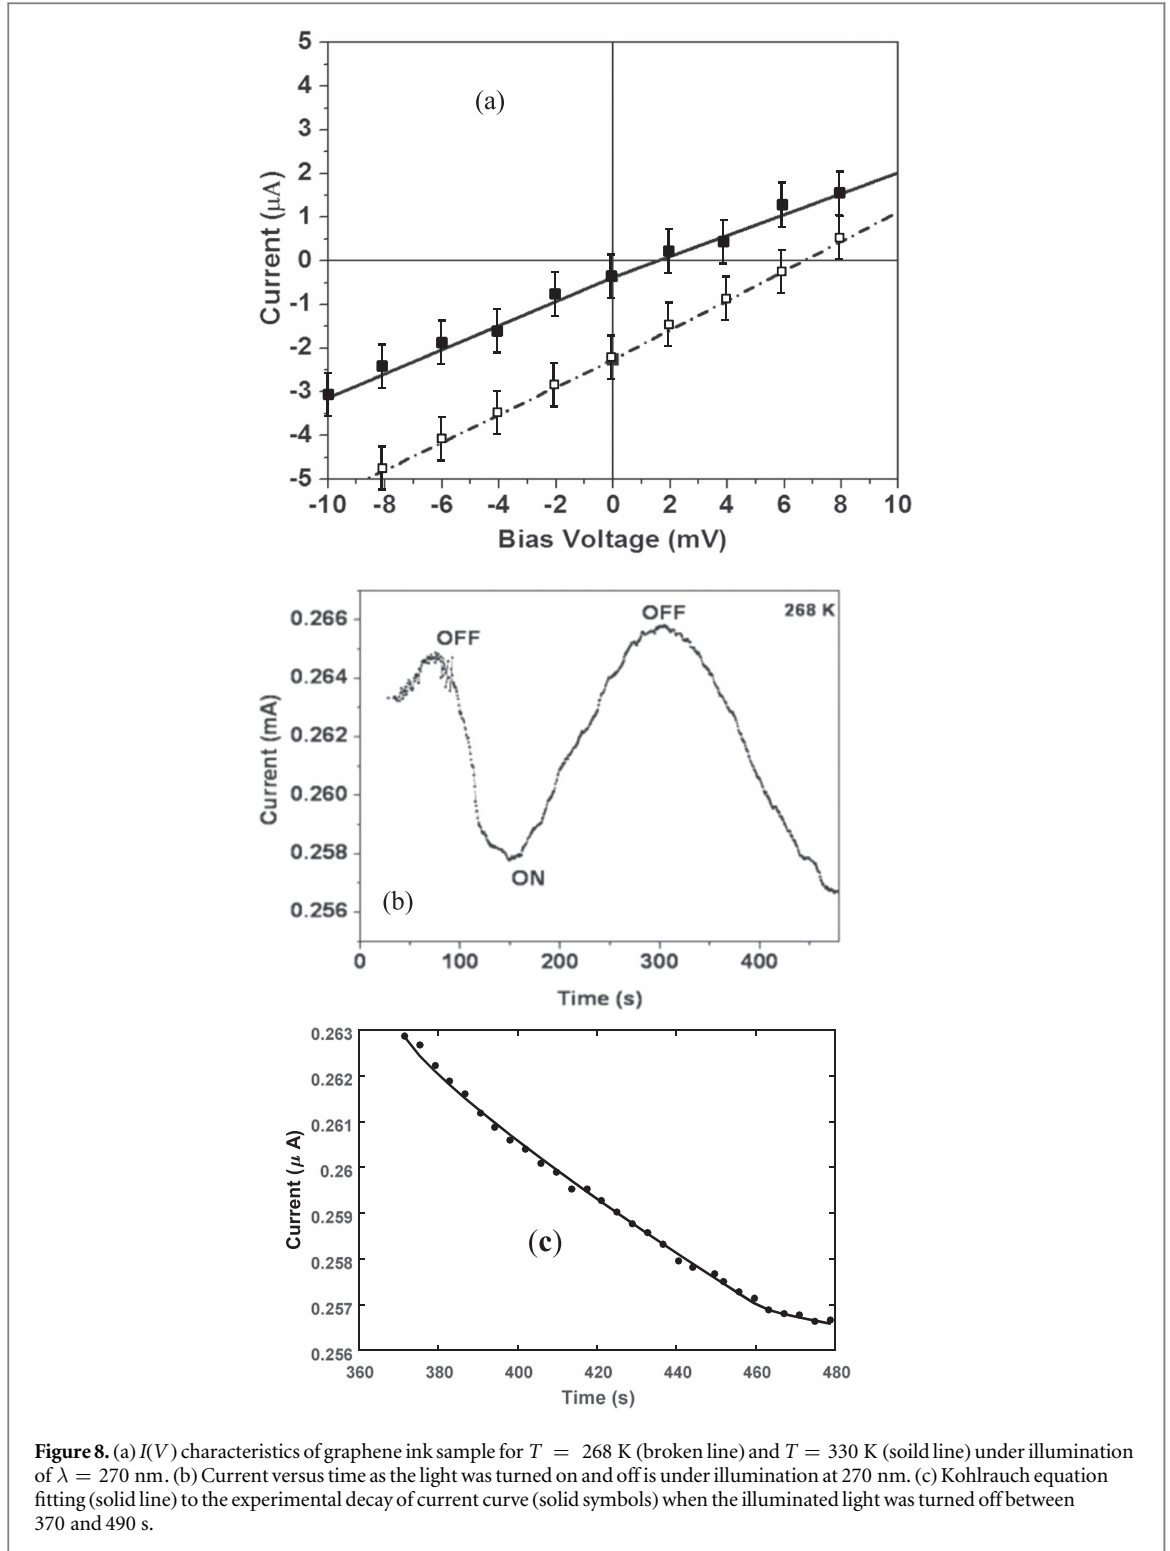 5
4
3
2
1
0
-1
-2
-3
-4
-5
Current (μA)
(a)
-10 -8 -6 -4 -2 0 2 4 6 8 10
Bias Voltage (mV)
0.266
0.264
0.262
0.260
0.258
0.256
Current (mA)
OFF
OFF
268 K
ON
(b)
0 100 200 300 400
Time (s)
0.263
0.262
0.261
0.26
0.259
0.258
0.257
0.256
Current (μ A)
(c)
360 380 400 420 440 460 480
Time (s)
Figure 8. (a) I(V) characteristics of graphene ink sample for T = 268 K (broken line) and T = 330 K (soild line) under illumination
of λ = 270 nm. (b) Current versus time as the light was turned on and off is under illumination at 270 nm. (c) Kohlrauch equation
fitting (solid line) to the experimental decay of current curve (solid symbols) when the illuminated light was turned off between
370 and 490 s.